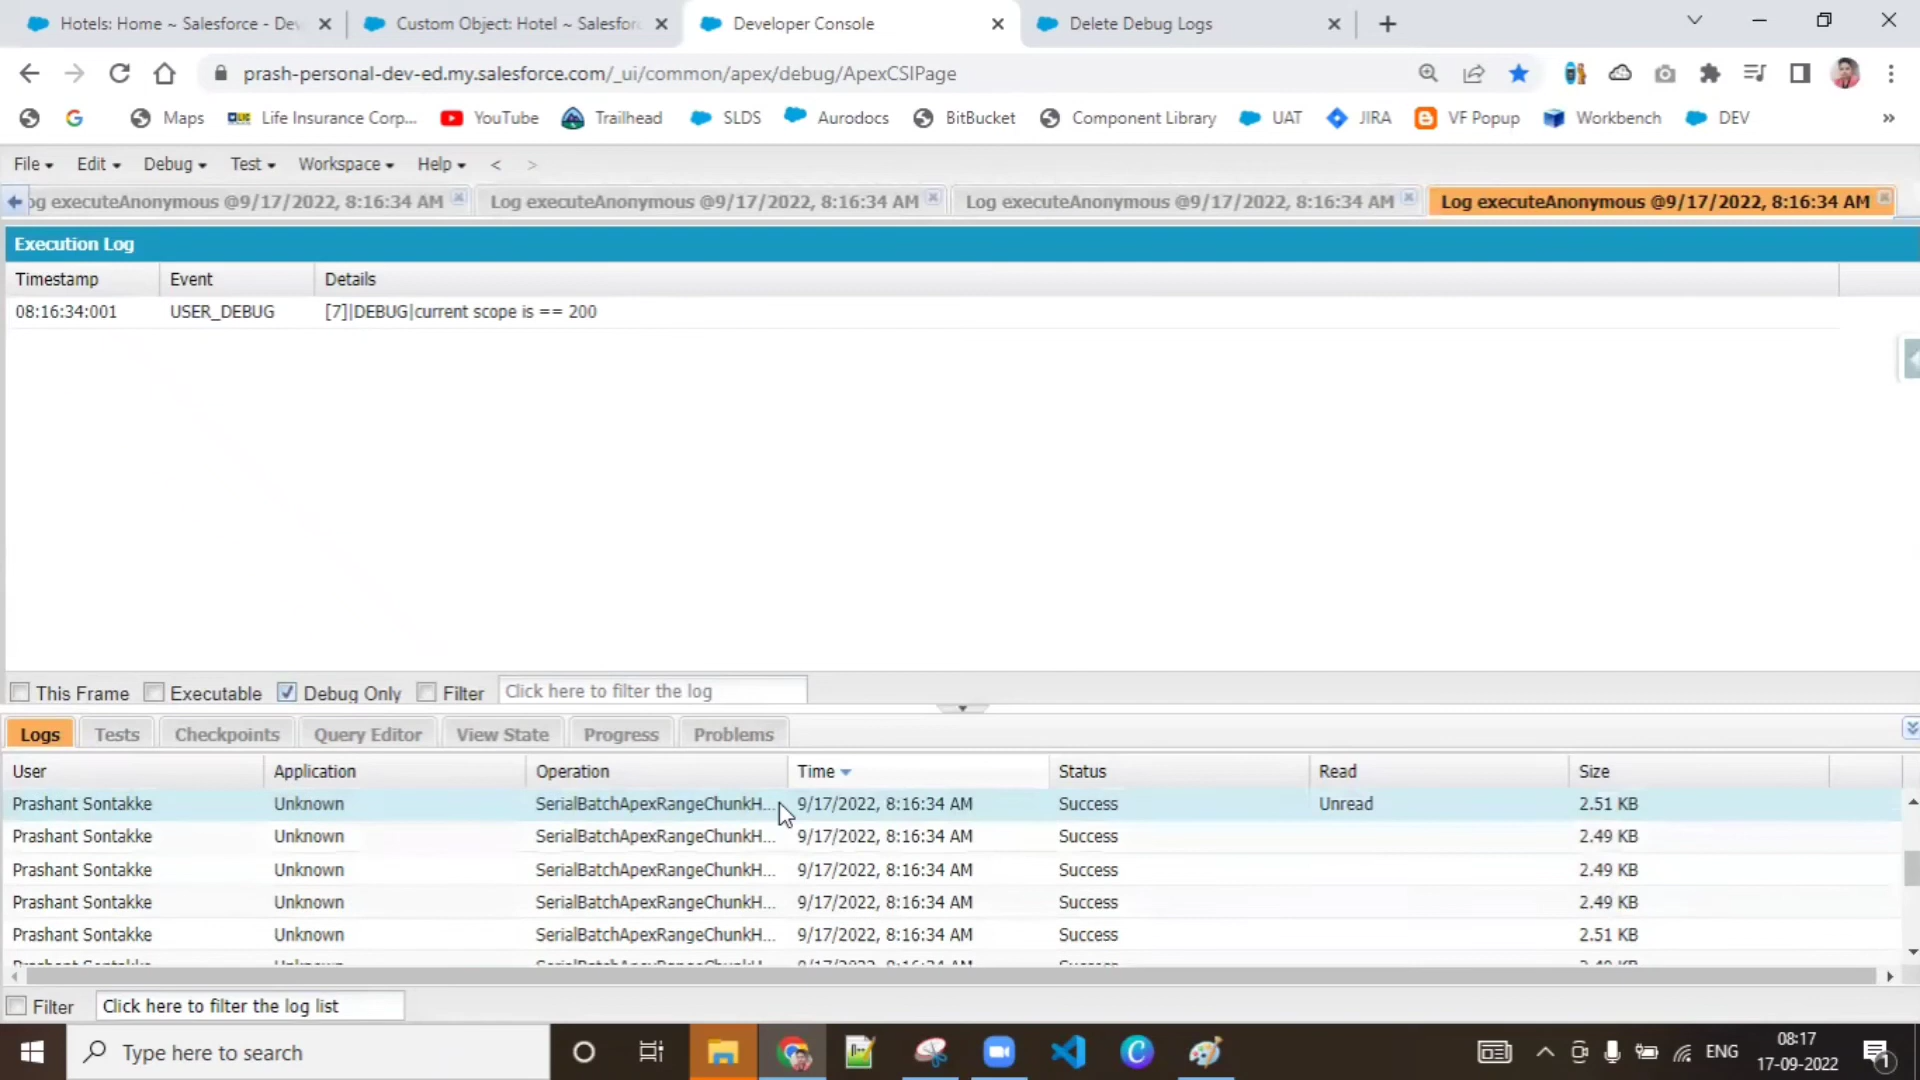 Hotels: Home ~ Salesforce - Dev
Custom Object: Hotel ~ Salesforc
Developer Console
Delete Debug Logs
prash-personal-dev-ed.my.salesforce.com/_ui/common/apex/debug/ApexCSIPage
Maps
Life Insurance Corp...
YouTube
Trailhead
SLDS
Aurodocs
BitBucket
Component Library
UAT
JIRA
VF Popup
Workbench
DEV
»
File Edit Debug Test Workspace Help < >
og executeAnonymous @9/17/2022, 8:16:34 AM
Log executeAnonymous @9/17/2022, 8:16:34 AM
Log executeAnonymous @9/17/2022, 8:16:34 AM
Log executeAnonymous @9/17/2022, 8:16:34 AM
Execution Log
Timestamp Event Details
08:16:34:001 USER_DEBUG [7]|DEBUG|current scope is == 200
This Frame Executable Debug Only Filter Click here to filter the log
Logs Tests Checkpoints Query Editor View State Progress Problems
User Application Operation Time Status Read Size
Prashant Sontakke Unknown SerialBatchApexRangeChunkH... 9/17/2022, 8:16:34 AM Success Unread 2.51 KB
Prashant Sontakke Unknown SerialBatchApexRangeChunkH... 9/17/2022, 8:16:34 AM Success 2.49 KB
Prashant Sontakke Unknown SerialBatchApexRangeChunkH... 9/17/2022, 8:16:34 AM Success 2.49 KB
Prashant Sontakke Unknown SerialBatchApexRangeChunkH... 9/17/2022, 8:16:34 AM Success 2.49 KB
Prashant Sontakke Unknown SerialBatchApexRangeChunkH... 9/17/2022, 8:16:34 AM Success 2.51 KB
Filter Click here to filter the log list
Type here to search
ENG
08:17
17-09-2022
1